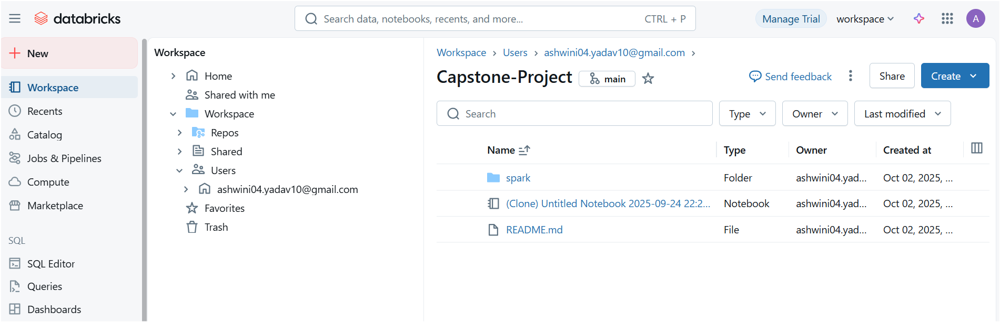 databricks
Search data, notebooks, recents, and more... CTRL + P
Manage Trial workspace A
New
Workspace
Recents
Catalog
Jobs & Pipelines
Compute
Marketplace
SQL
SQL Editor
Queries
Dashboards
Workspace
Home
Shared with me
Workspace
Repos
Shared
Users
ashwini04.yadav10@gmail.com
Favorites
Trash
Workspace > Users > ashwini04.yadav10@gmail.com >
Capstone-Project main Send feedback Share Create
Search Type Owner Last modified
Name Type Owner Created at
spark Folder ashwini04.yad... Oct 02, 2025, ...
(Clone) Untitled Notebook 2025-09-24 22:2... Notebook ashwini04.yad... Oct 02, 2025, ...
README.md File ashwini04.yad... Oct 02, 2025, ...